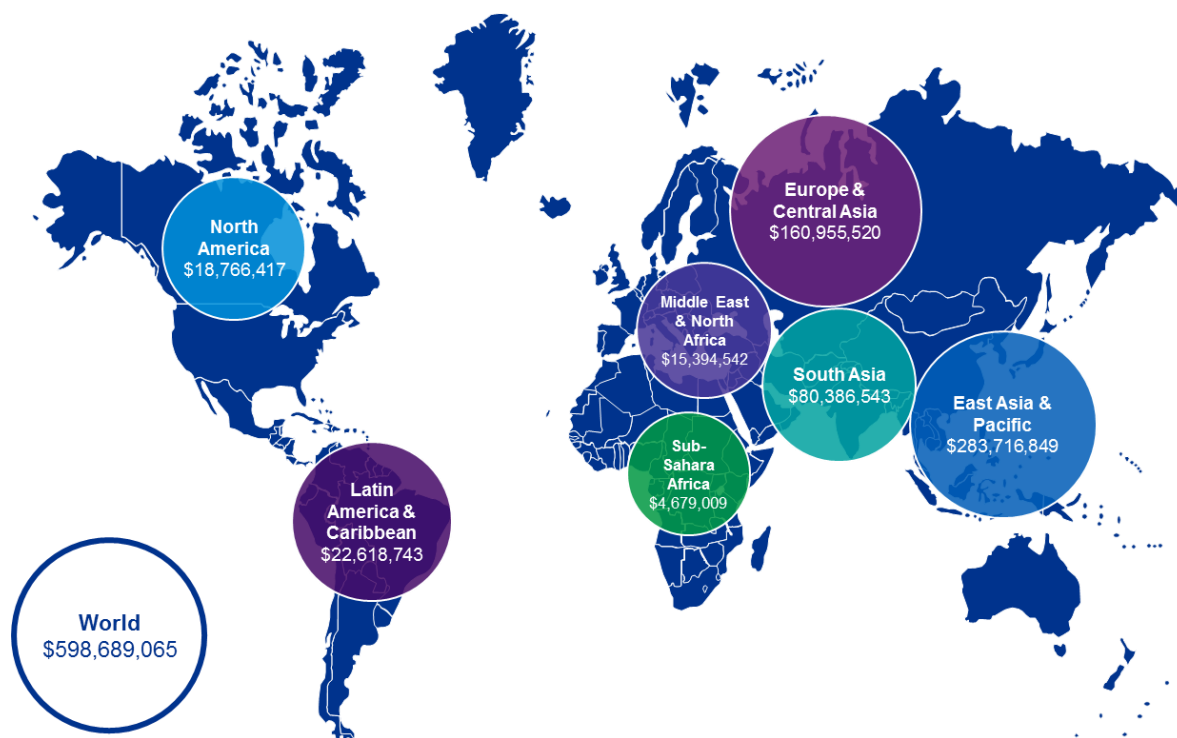 North
America
$18,766,417
Europe &
Central Asia
$160,955,520
Middle East
& North
Africa
$15,394,542
South Asia
$80,386,543
East Asia &
Pacific
$283,716,849
Sub-
Sahara
Africa
$4,679,009
Latin
America &
Caribbean
$22,618,743
World
$598,689,065